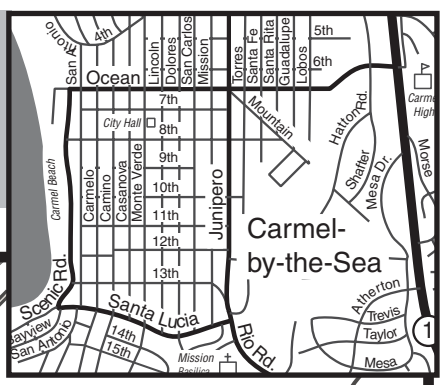 4th
San Antonio
Lincoln
Dolores
San Carlos
Mission
Torres
Santa Fe
Santa Rita
Guadalupe
Lobos
5th
6th
Ocean
7th
City Hall
8th
9th
10th
11th
12th
13th
Carmel Beach
Carmelo
Camino
Casanova
Monte Verde
Junipero
Mountain
Hatton Rd.
Shafter
Mesa Dr.
Carme
High
Morse
Carmel-
by-the-Sea
Scenic Rd.
Santa Lucia
Rio Rd.
Bayview
San Antonio
14th
15th
Mission
Basilica
Atherton
Trevis
Taylor
Mesa
1